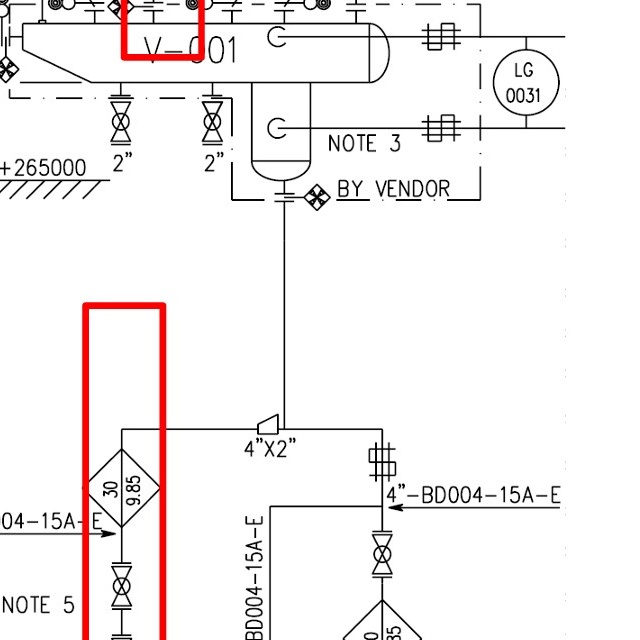 V-001
LG
0031
NOTE 3
2"
2"
+265000
BY VENDOR
4"X2"
30
9.85
4"-BD004-15A-E
004-15A-E
BD004-15A-E
NOTE 5